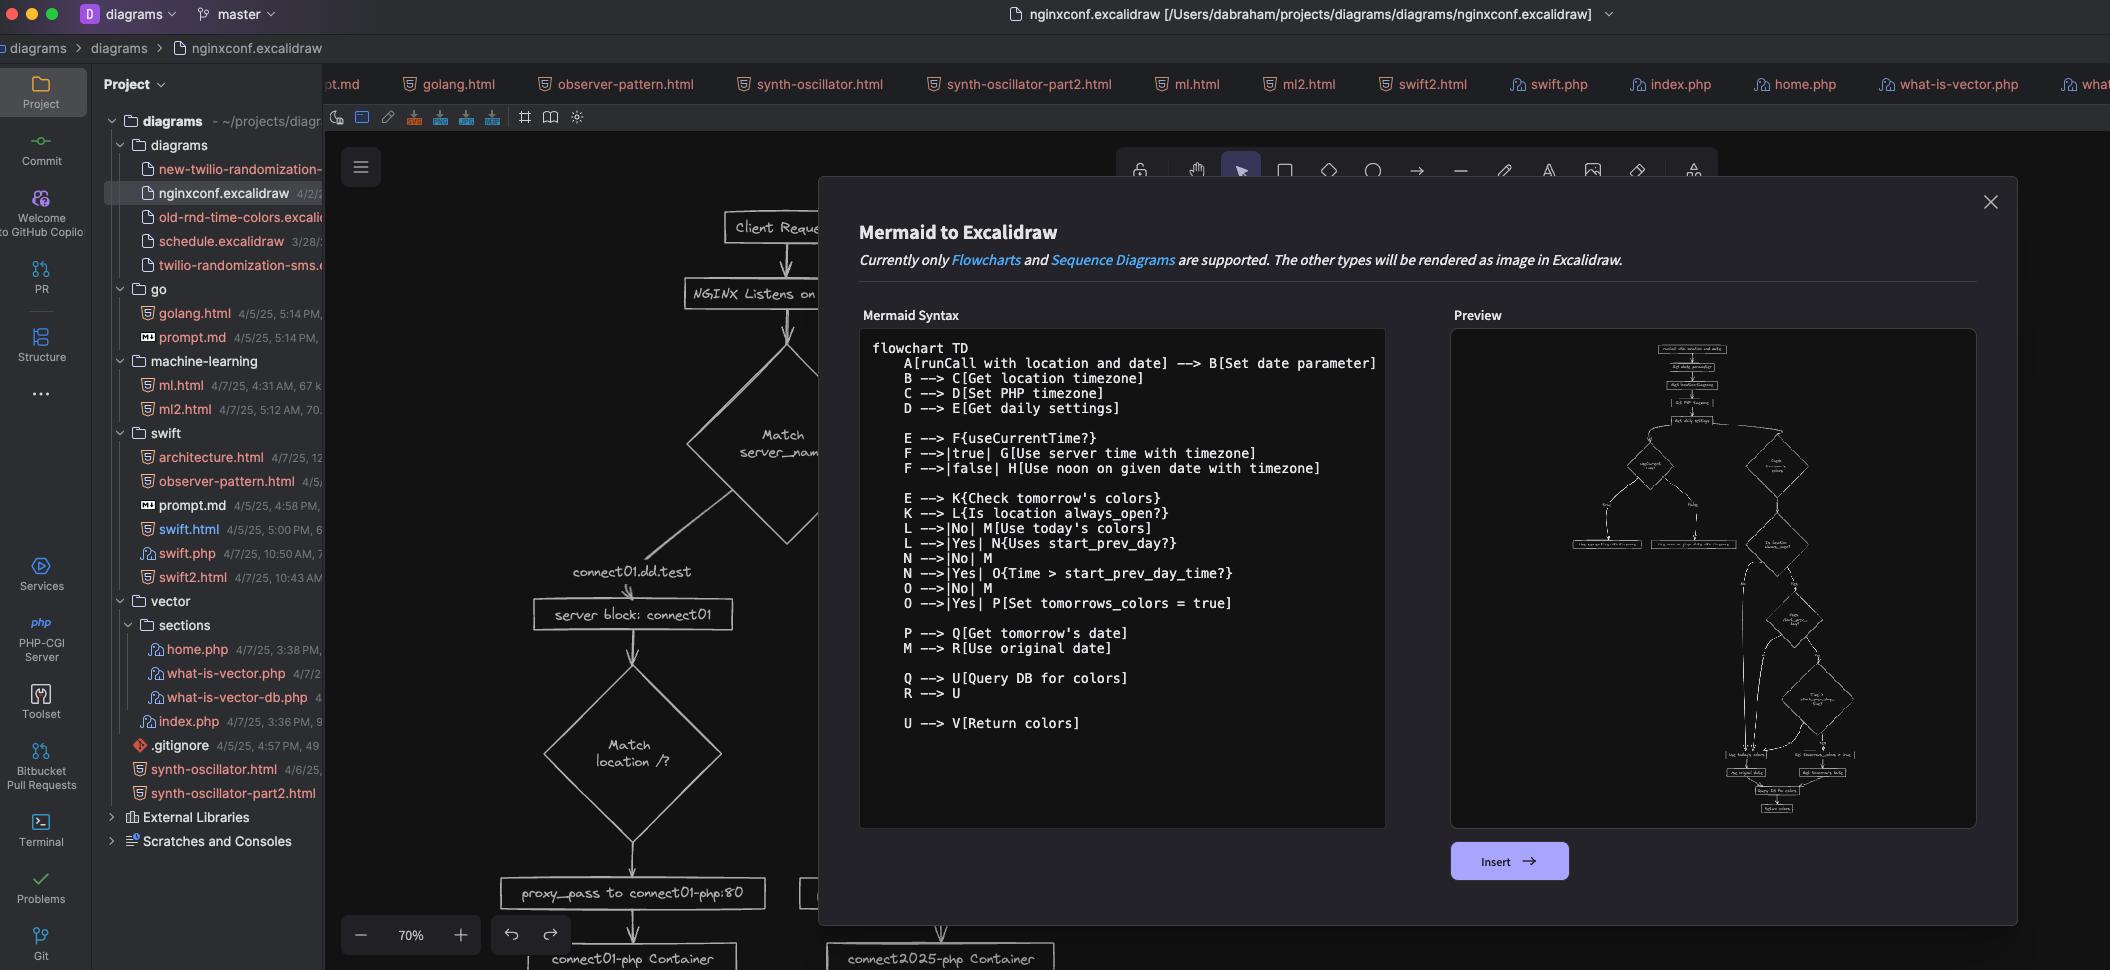 D diagrams master
nginxconf.excalidraw [/Users/dabraham/projects/diagrams/diagrams/nginxconf.excalidraw]
diagrams > diagrams > nginxconf.excalidraw
Project
Commit
Welcome
to GitHub Copilo
PR
Structure
Services
php
PHP-CGI
Server
Toolset
Bitbucket
Pull Requests
Terminal
Problems
Git
Project
diagrams - ~/projects/diagr
diagrams
new-twilio-randomization-
nginxconf.excalidraw 4/2/2
old-rnd-time-colors.excali
schedule.excalidraw 3/28/
twilio-randomization-sms.e
go
golang.html 4/5/25, 5:14 PM,
prompt.md 4/5/25, 5:14 PM,
machine-learning
ml.html 4/7/25, 4:31 AM, 67 k
ml2.html 4/7/25, 5:12 AM, 70.
swift
architecture.html 4/7/25, 12
observer-pattern.html 4/5/
prompt.md 4/5/25, 4:58 PM,
swift.html 4/5/25, 5:00 PM, 6
swift.php 4/7/25, 10:50 AM, 7
swift2.html 4/7/25, 10:43 AM
vector
sections
home.php 4/7/25, 3:38 PM,
what-is-vector.php 4/7/2
what-is-vector-db.php 4
index.php 4/7/25, 3:36 PM, 9
.gitignore 4/5/25, 4:57 PM, 49
synth-oscillator.html 4/6/25,
synth-oscillator-part2.html
External Libraries
Scratches and Consoles
pt.md golang.html observer-pattern.html synth-oscillator.html synth-oscillator-part2.html ml.html ml2.html swift2.html swift.php index.php home.php what-is-vector.php what
SVG PNG JPG WEBP
Client Reque
NGINX Listens on
Match
server_nam
connect01.dd.test
server block: connect01
Match
location /?
proxy_pass to connect01-php:80
connect01-php Container
connect2025-php Container
70%
Mermaid to Excalidraw
Currently only Flowcharts and Sequence Diagrams are supported. The other types will be rendered as image in Excalidraw.
Mermaid Syntax
flowchart TD
A[runCall with location and date] --> B[Set date parameter]
B --> C[Get location timezone]
C --> D[Set PHP timezone]
D --> E[Get daily settings]
E --> F{useCurrentTime?}
F -->|true| G[Use server time with timezone]
F -->|false| H[Use noon on given date with timezone]
E --> K{Check tomorrow's colors}
K --> L{Is location always_open?}
L -->|No| M[Use today's colors]
L -->|Yes| N{Uses start_prev_day?}
N -->|No| M
N -->|Yes| O{Time > start_prev_day_time?}
O -->|No| M
O -->|Yes| P[Set tomorrows_colors = true]
P --> Q[Get tomorrow's date]
M --> R[Use original date]
Q --> U[Query DB for colors]
R --> U
U --> V[Return colors]
Preview
Insert